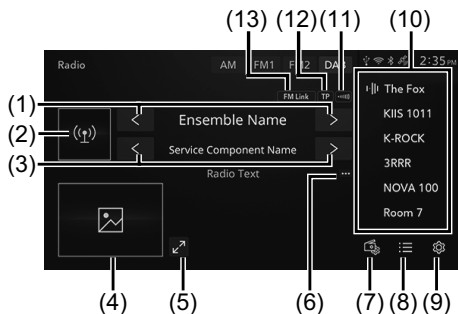 (13) (12) (11) (10)
Radio AM FM1 FM2 DAB 2:35 PM
FM Link TP
(1) < Ensemble Name >
(2)
(3) < Service Component Name >
Radio Text ...
The Fox
KIIS 1011
K-ROCK
3RRR
NOVA 100
Room 7
(4) (5) (6) (7) (8) (9)